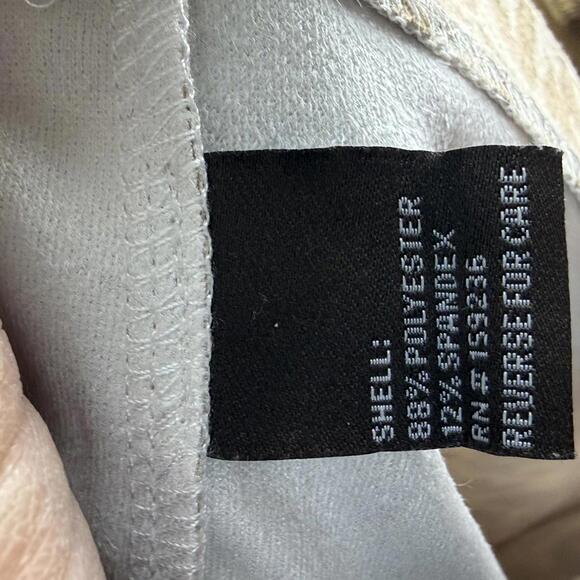 SHELL:
88% POLYESTER
12% SPANDEX
RN # 159236
REVERSE FOR CARE